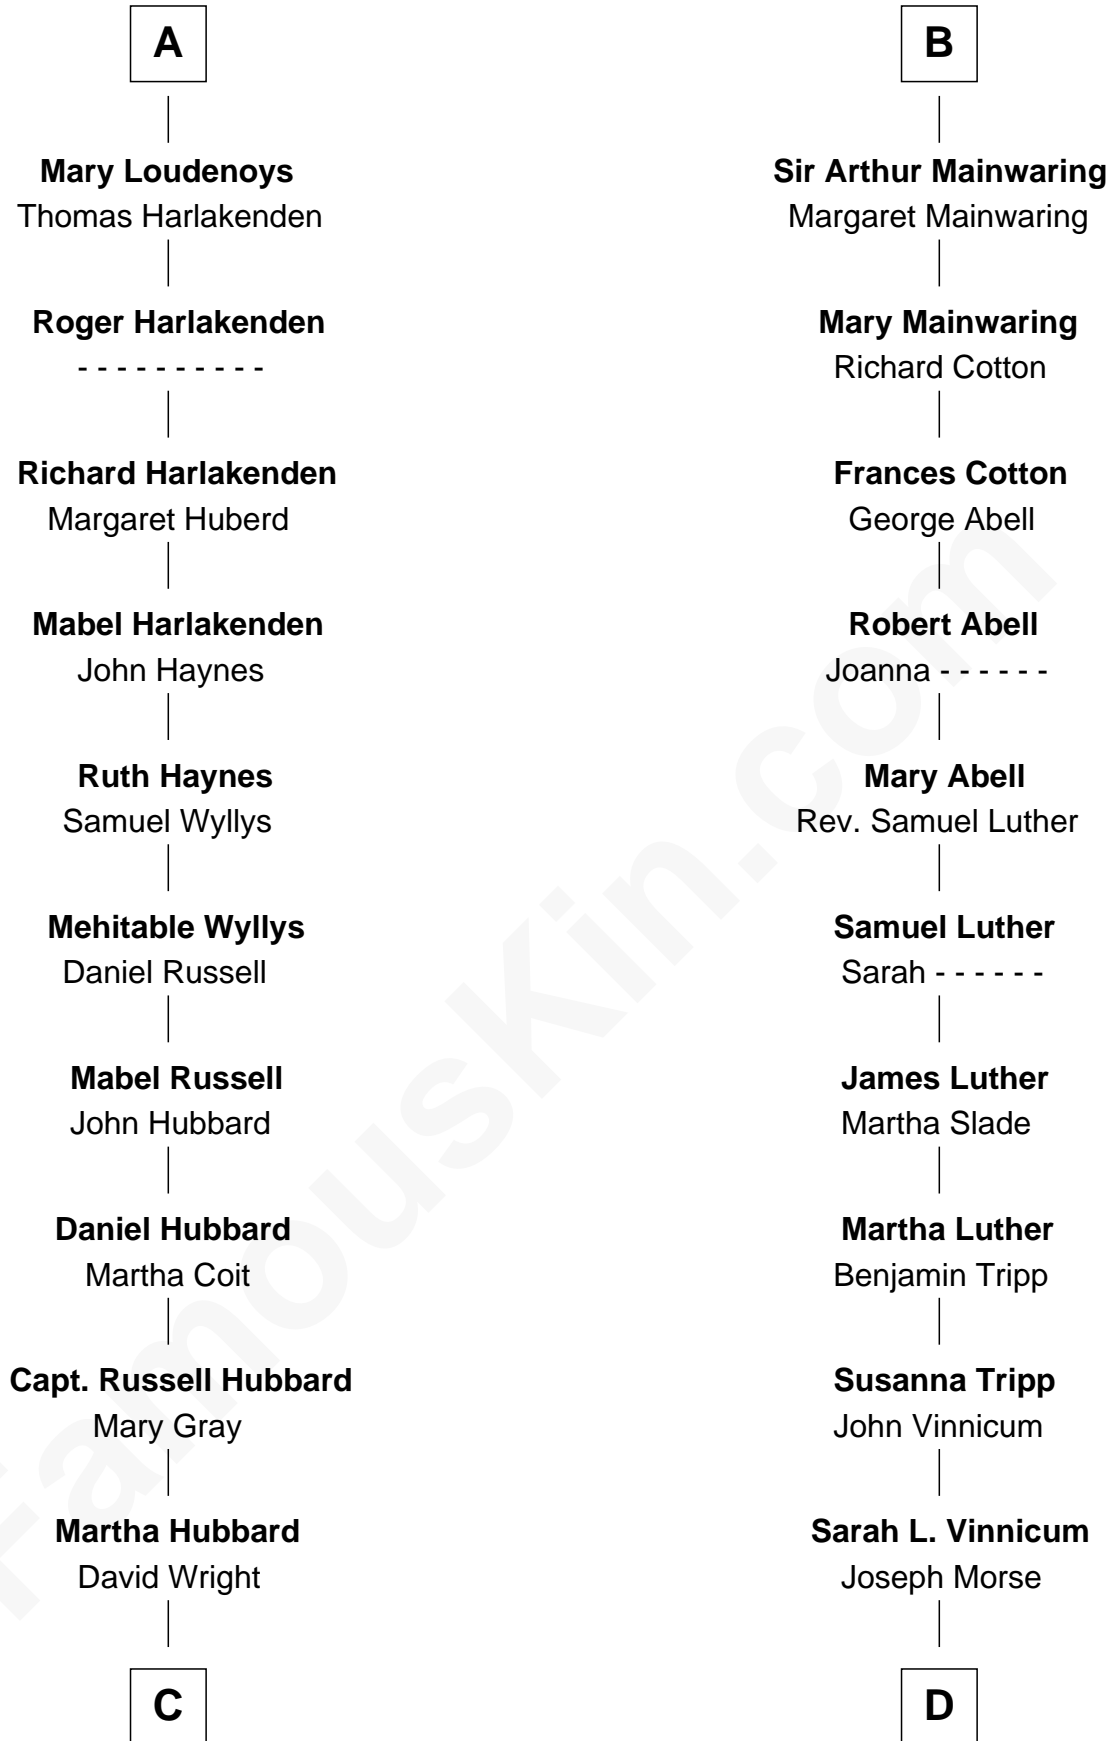 A
Mary Loudenoys
Thomas Harlakenden
Roger Harlakenden
- - - - - - - - - -
Richard Harlakenden
Margaret Huberd
Mabel Harlakenden
John Haynes
Ruth Haynes
Samuel Wyllys
Mehitable Wyllys
Daniel Russell
Mabel Russell
John Hubbard
Daniel Hubbard
Martha Coit
Capt. Russell Hubbard
Mary Gray
Martha Hubbard
David Wright
C
B
Sir Arthur Mainwaring
Margaret Mainwaring
Mary Mainwaring
Richard Cotton
Frances Cotton
George Abell
Robert Abell
Joanna - - - - - -
Mary Abell
Rev. Samuel Luther
Samuel Luther
Sarah - - - - - -
James Luther
Martha Slade
Martha Luther
Benjamin Tripp
Susanna Tripp
John Vinnicum
Sarah L. Vinnicum
Joseph Morse
D
FamousKin.com